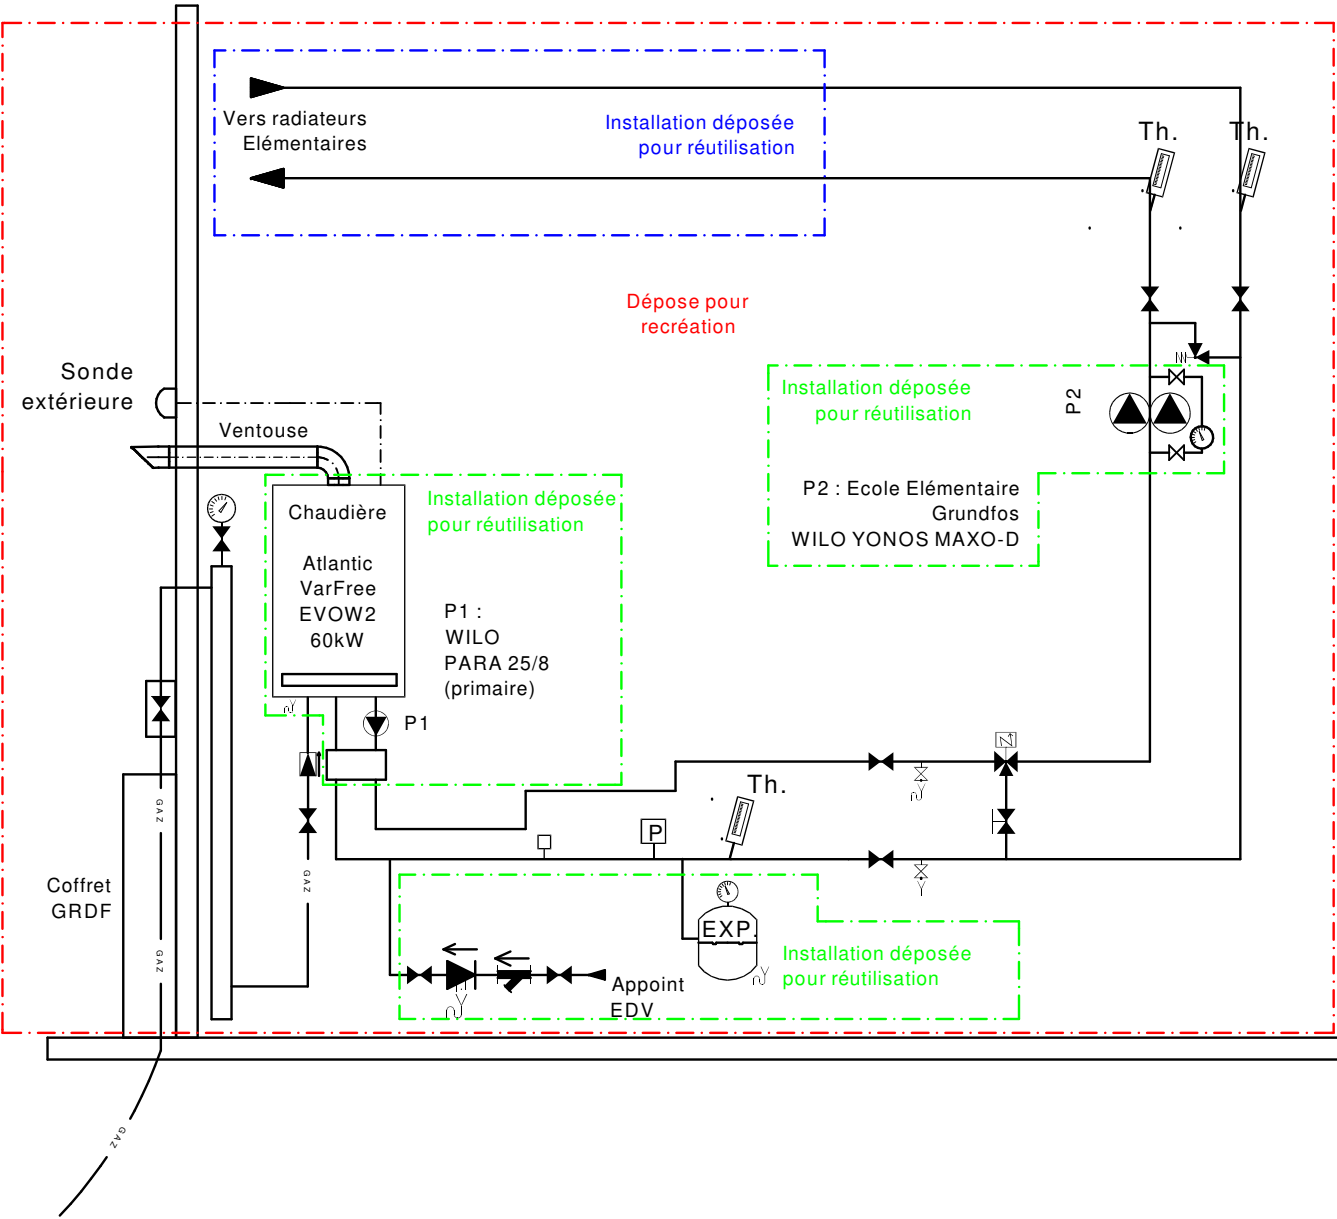 Vers radiateurs
Elémentaires
Installation déposée
pour réutilisation
Th.
Th.
Dépose pour
recréation
Sonde
extérieure
Ventouse
Installation déposée
pour réutilisation
P2
P2 : Ecole Elémentaire
Grundfos
WILO YONOS MAXO-D
Chaudière
Atlantic
VarFree
EVOW2
60kW
Installation déposée
pour réutilisation
P1 :
WILO
PARA 25/8
(primaire)
P1
Th.
P
GAZ
GAZ
GAZ
GAZ
Coffret
GRDF
EXP.
Installation déposée
pour réutilisation
Appoint
EDV